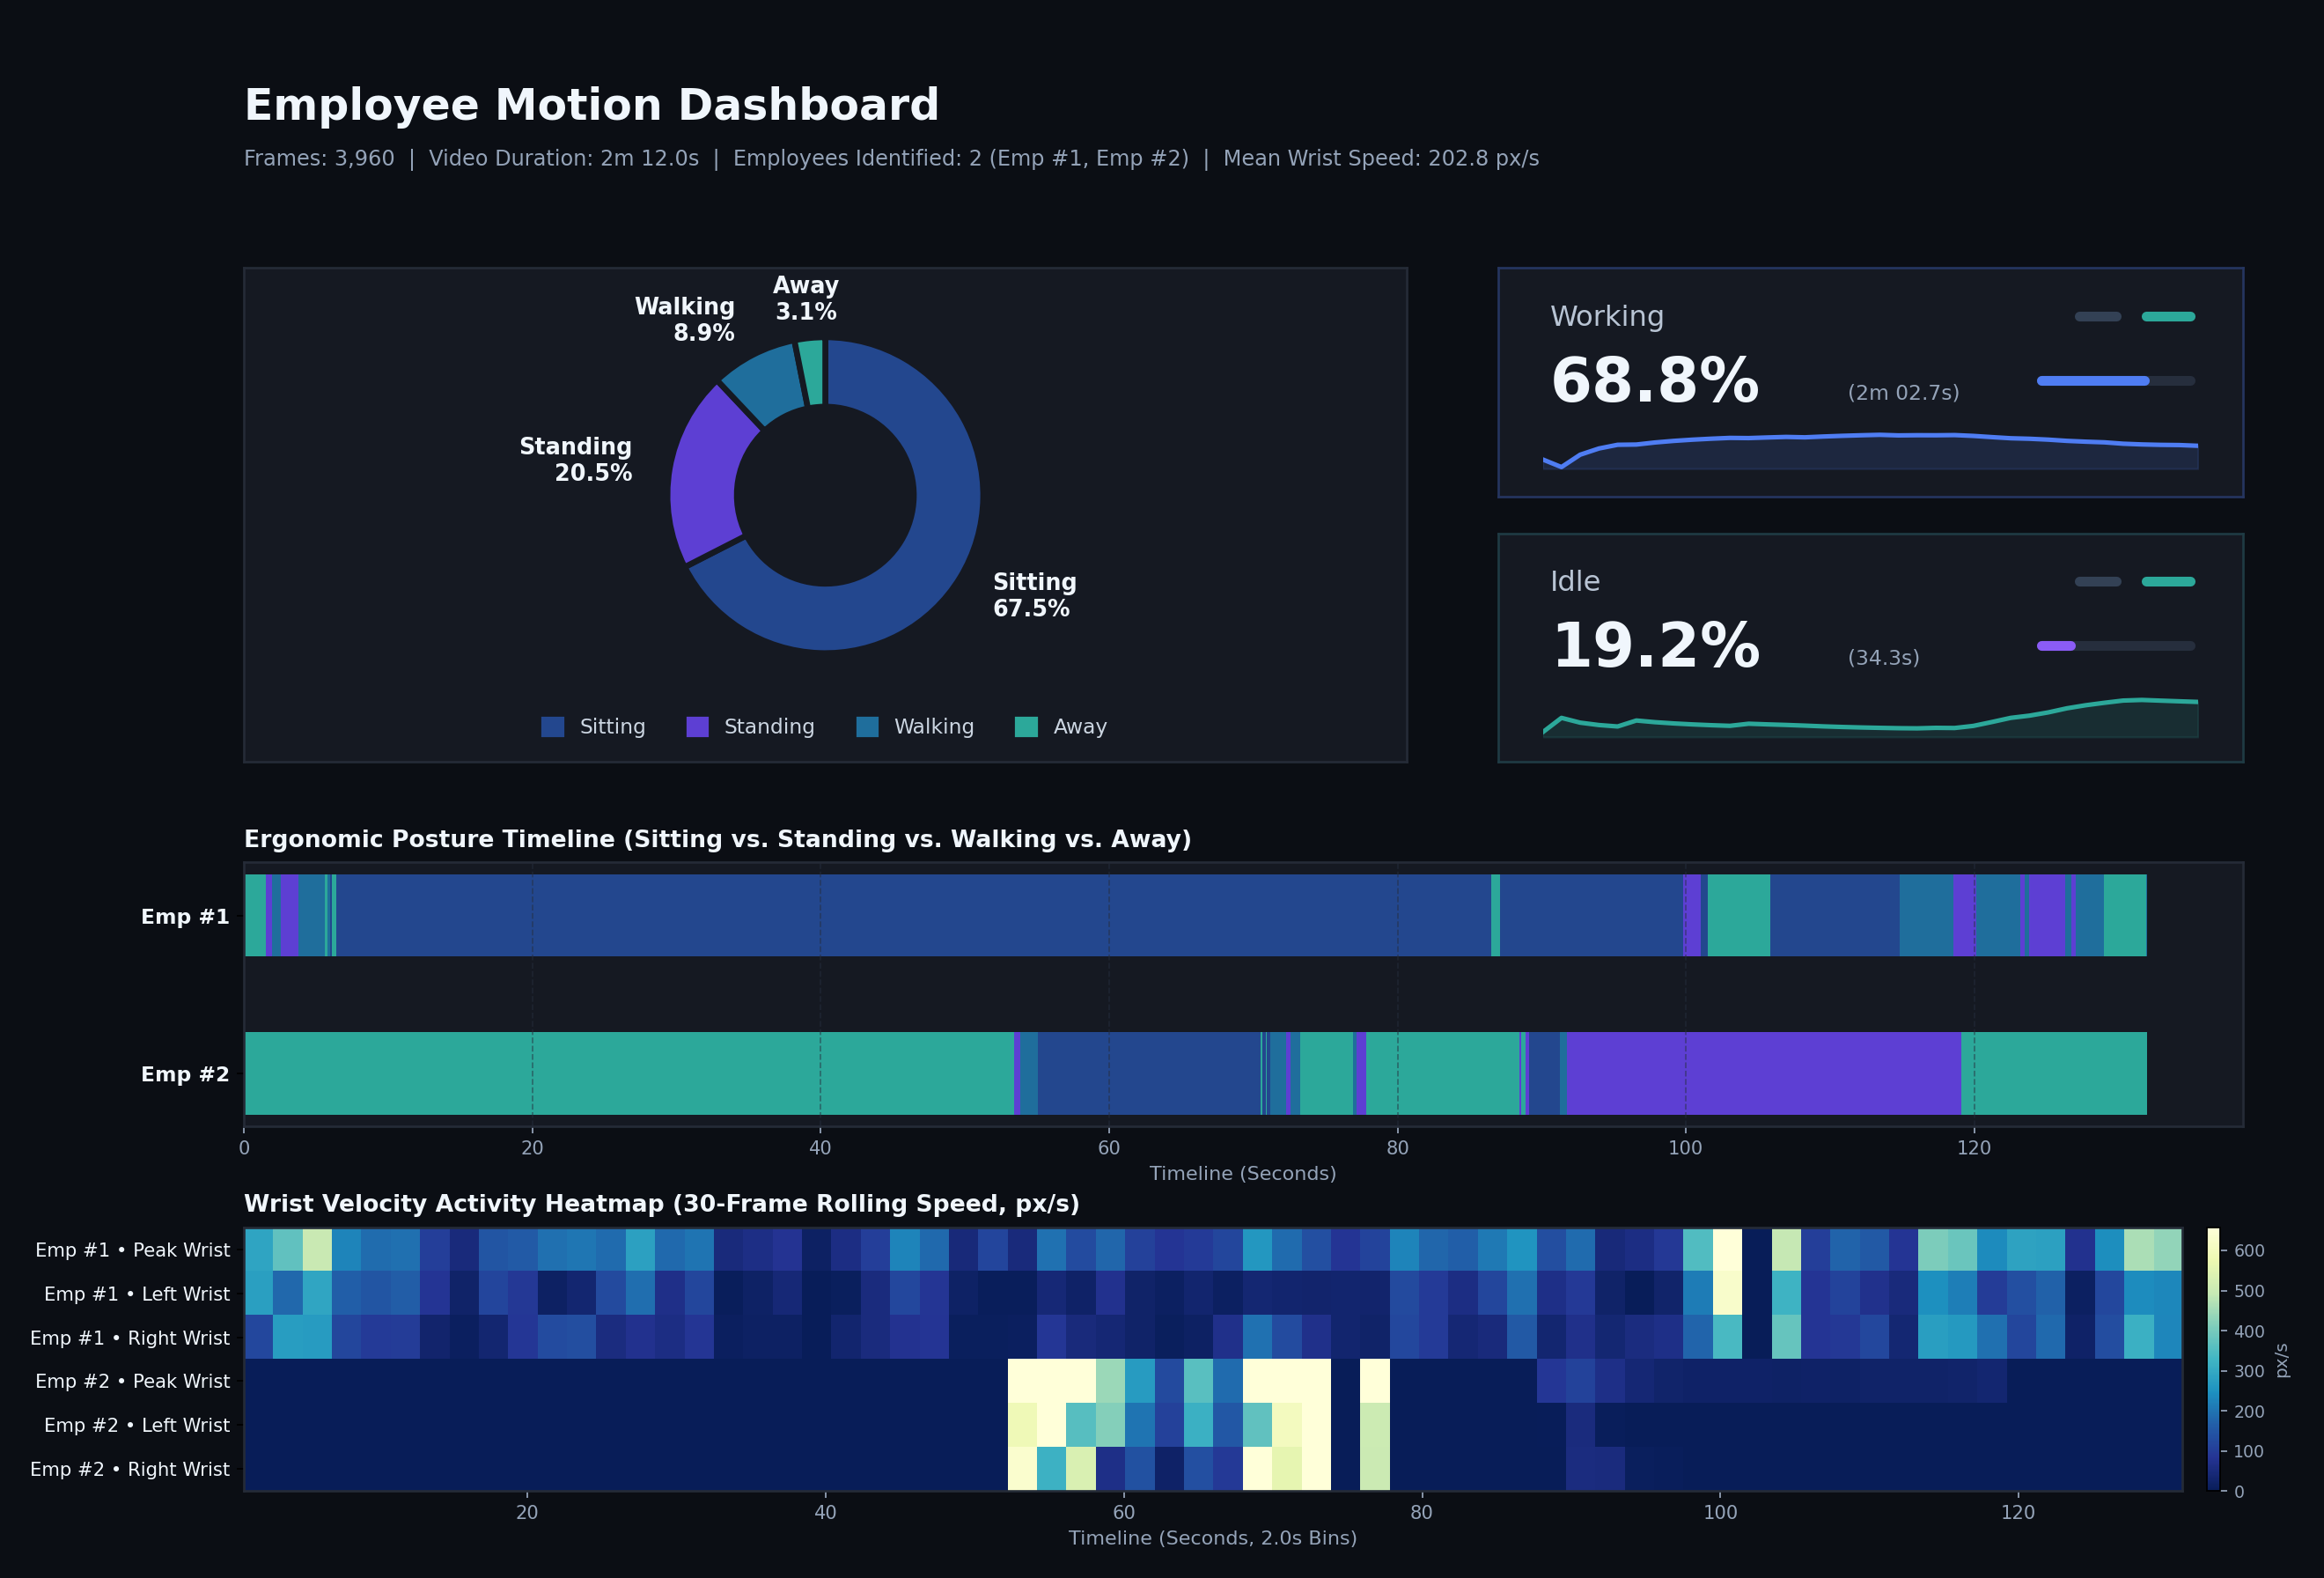 Employee Motion Dashboard
Frames: 3,960 | Video Duration: 2m 12.0s | Employees Identified: 2 (Emp #1, Emp #2) | Mean Wrist Speed: 202.8 px/s
Away
3.1%
Walking
8.9%
Standing
20.5%
Sitting
67.5%
Sitting Standing Walking Away
Working
68.8% (2m 02.7s)
Idle
19.2% (34.3s)
Ergonomic Posture Timeline (Sitting vs. Standing vs. Walking vs. Away)
Emp #1
Emp #2
0 20 40 60 80 100 120
Timeline (Seconds)
Wrist Velocity Activity Heatmap (30-Frame Rolling Speed, px/s)
Emp #1 • Peak Wrist
Emp #1 • Left Wrist
Emp #1 • Right Wrist
Emp #2 • Peak Wrist
Emp #2 • Left Wrist
Emp #2 • Right Wrist
20 40 60 80 100 120
Timeline (Seconds, 2.0s Bins)
600
500
400
300
200
100
0
px/s